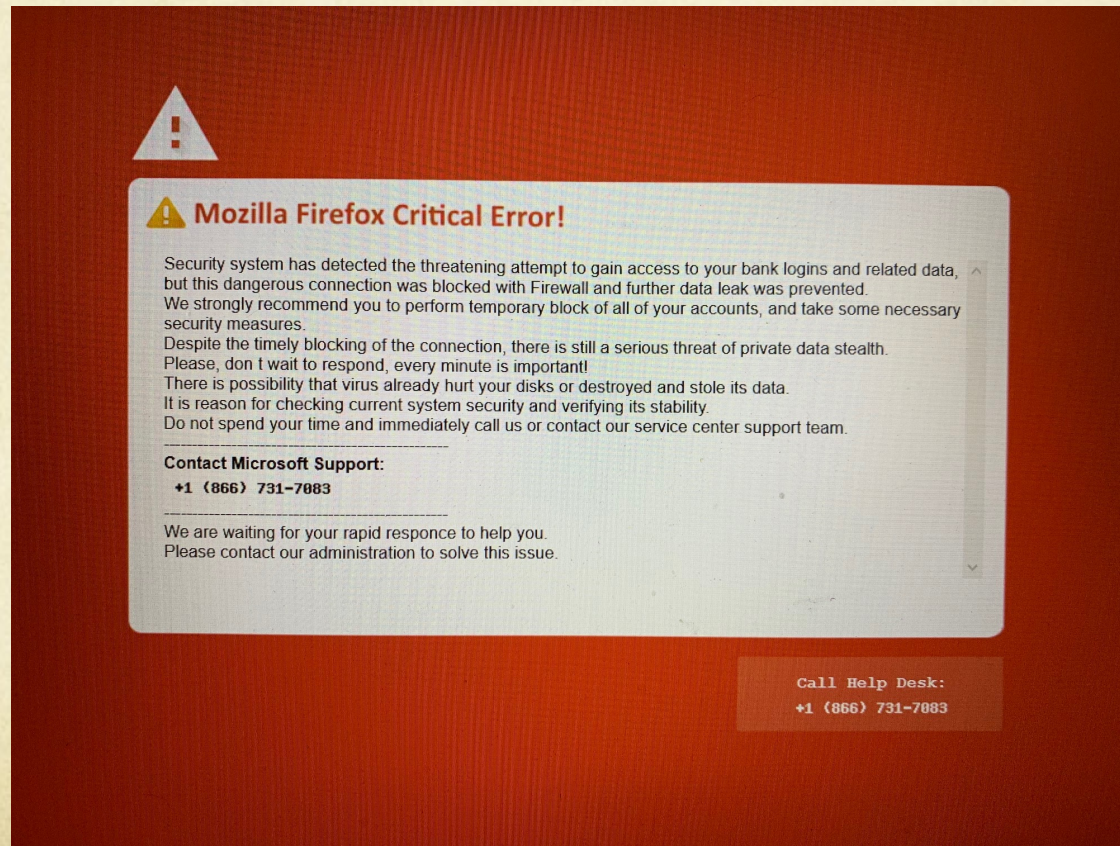 Mozilla Firefox Critical Error!
Security system has detected the threatening attempt to gain access to your bank logins and related data,
but this dangerous connection was blocked with Firewall and further data leak was prevented.
We strongly recommend you to perform temporary block of all of your accounts, and take some necessary
security measures.
Despite the timely blocking of the connection, there is still a serious threat of private data stealth.
Please, don t wait to respond, every minute is important!
There is possibility that virus already hurt your disks or destroyed and stole its data.
It is reason for checking current system security and verifying its stability.
Do not spend your time and immediately call us or contact our service center support team.
Contact Microsoft Support:
+1 (866) 731-7083
We are waiting for your rapid responce to help you.
Please contact our administration to solve this issue.
Call Help Desk:
+1 (866) 731-7083